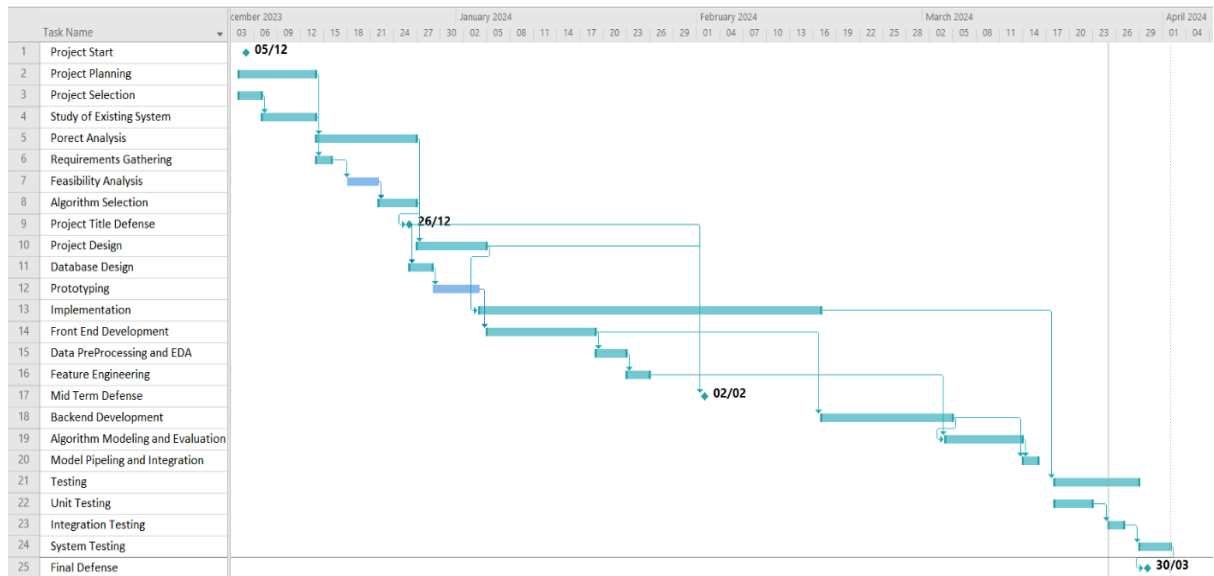 cember 2023 January 2024 February 2024 March 2024 April 2024
Task Name 03 06 09 12 15 18 21 24 27 30 02 05 08 11 14 17 20 23 26 29 01 04 07 10 13 16 19 22 25 28 02 05 08 11 14 17 20 23 26 29 01 04
1 Project Start 05/12
2 Project Planning
3 Project Selection
4 Study of Existing System
5 Porect Analysis
6 Requirements Gathering
7 Feasibility Analysis
8 Algorithm Selection
9 Project Title Defense 26/12
10 Project Design
11 Database Design
12 Prototyping
13 Implementation
14 Front End Development
15 Data PreProcessing and EDA
16 Feature Engineering
17 Mid Term Defense 02/02
18 Backend Development
19 Algorithm Modeling and Evaluation
20 Model Pipeling and Integration
21 Testing
22 Unit Testing
23 Integration Testing
24 System Testing
25 Final Defense 30/03